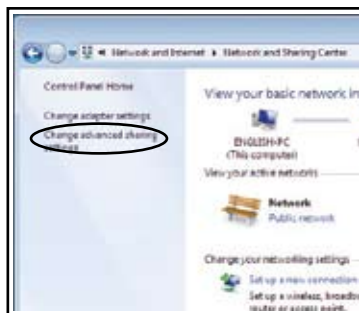 Network and Internet ▸ Network and Sharing Center
Control Panel Home
Change adapter settings
Change advanced sharing
settings
View your basic network in
ENGLISH-PC
(This computer)
View your active networks
Network
Public network
Change your networking settings
Set up a new connection
Set up a wireless, broadb
router or access point.